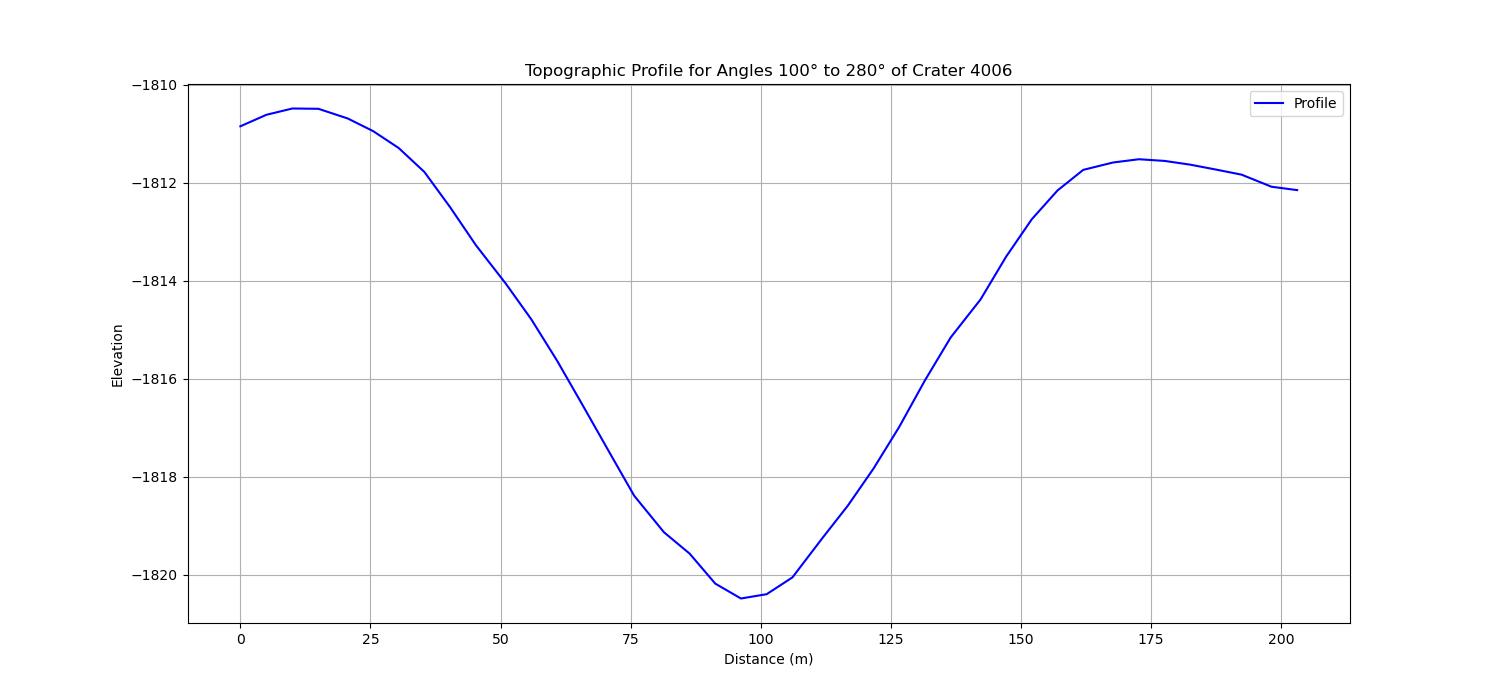 Topographic Profile for Angles 100° to 280° of Crater 4006
Profile
−1810
−1812
−1814
−1816
−1818
−1820
Elevation
0 25 50 75 100 125 150 175 200
Distance (m)